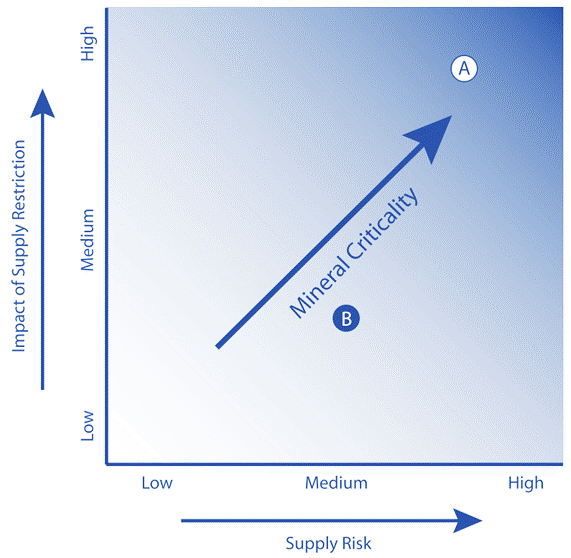 High
A
Impact of Supply Restriction
Medium
Mineral Criticality
B
Low
Low
Medium
High
Supply Risk